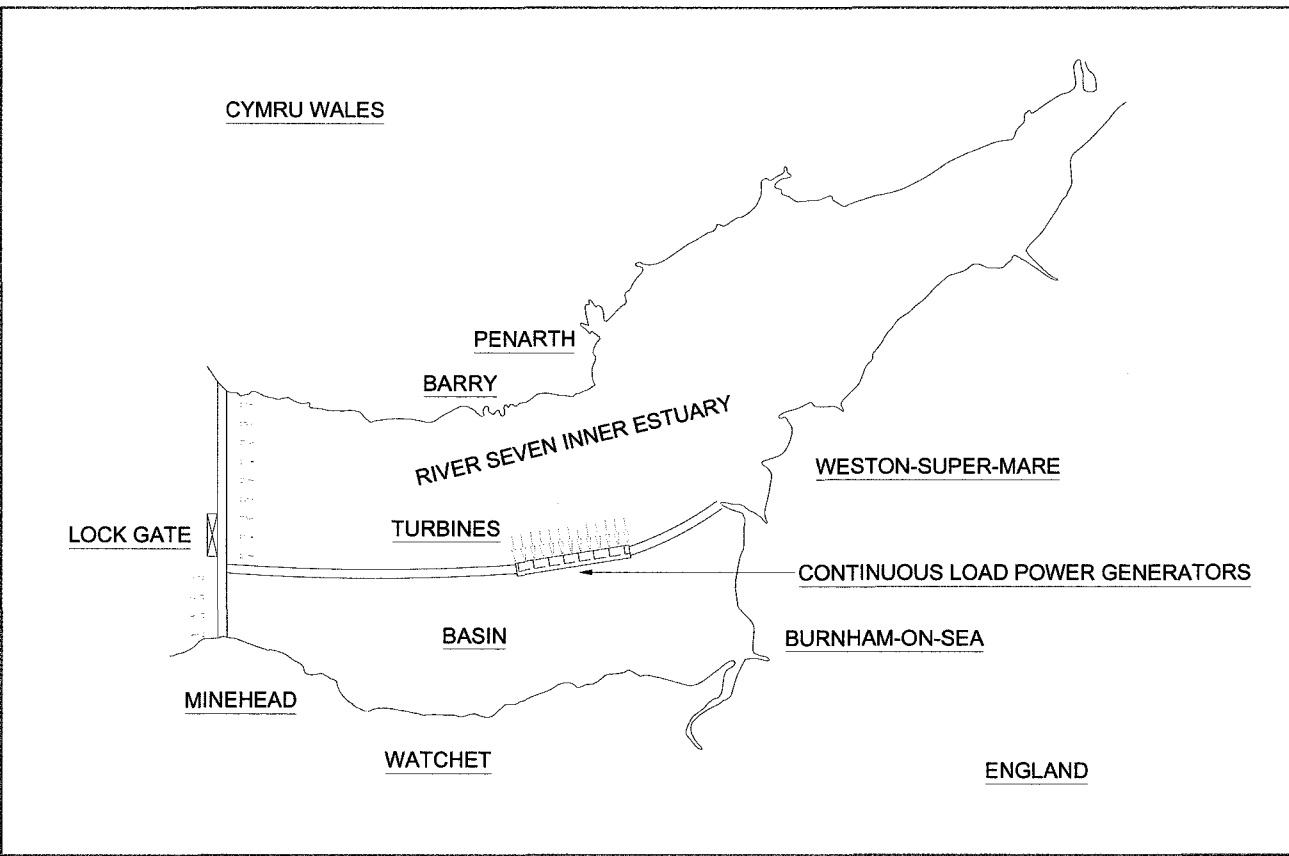 CYMRU WALES
PENARTH
BARRY
RIVER SEVEN INNER ESTUARY
WESTON-SUPER-MARE
LOCK GATE
TURBINES
CONTINUOUS LOAD POWER GENERATORS
BASIN
BURNHAM-ON-SEA
MINEHEAD
WATCHET
ENGLAND